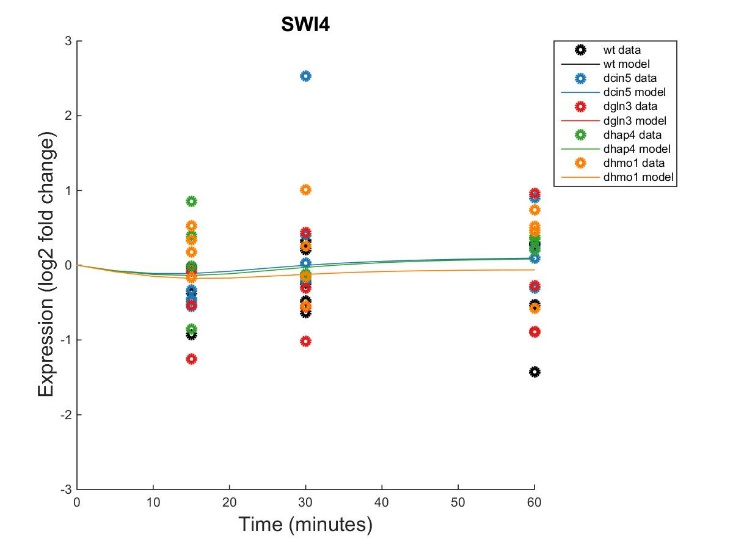 SWI4
Expression (log2 fold change)
3
2
1
0
-1
-2
-3
0 10 20 30 40 50 60
Time (minutes)
wt data
wt model
dcin5 data
dcin5 model
dgln3 data
dgln3 model
dhap4 data
dhap4 model
dhmo1 data
dhmo1 model